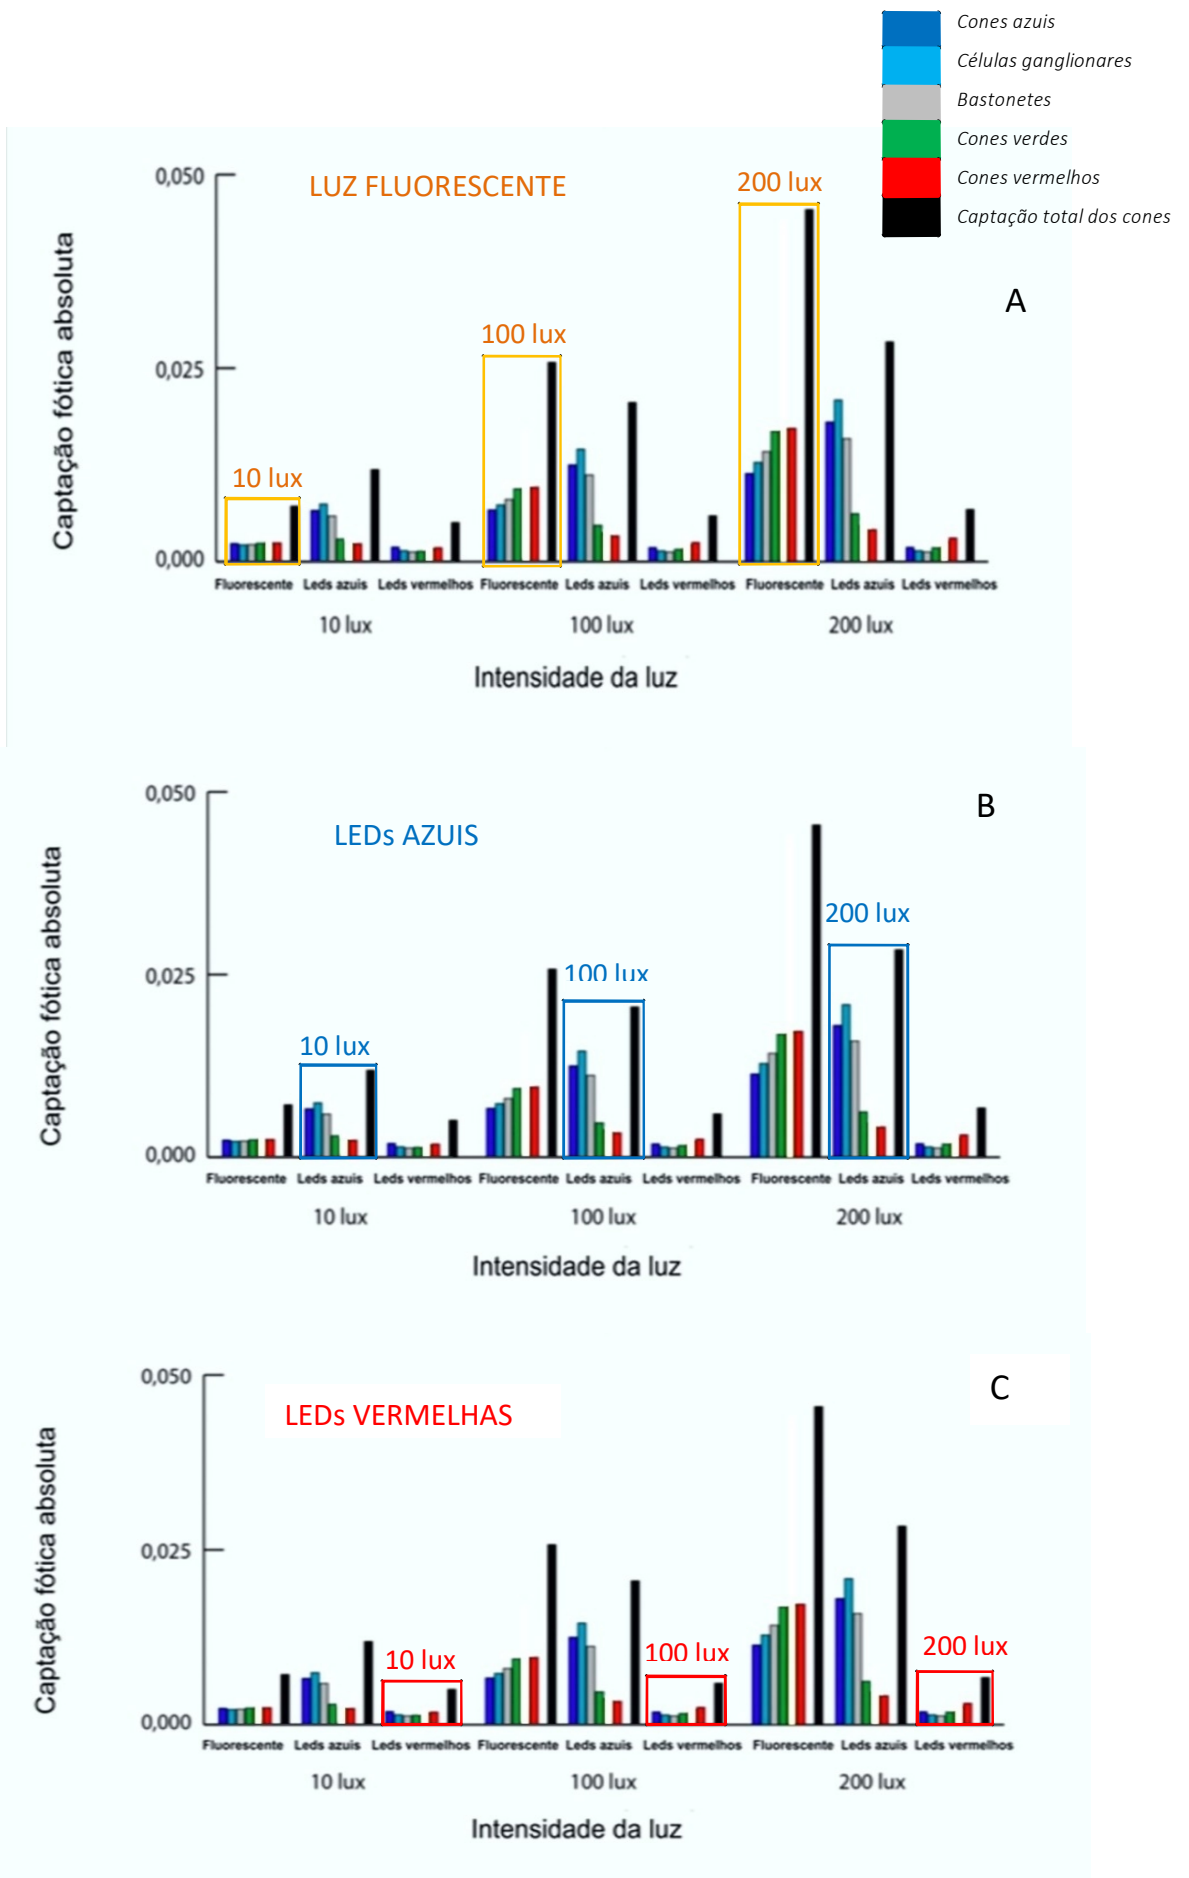 Cones azuis
Células ganglionares
Bastonetes
Cones verdes
Cones vermelhos
Captação total dos cones
A
LUZ FLUORESCENTE
Captação fótica absoluta
0,050
0,025
0,000
10 lux
100 lux
200 lux
Fluorescente Leds azuis Leds vermelhos Fluorescente Leds azuis Leds vermelhos Fluorescente Leds azuis Leds vermelhos
10 lux 100 lux 200 lux
Intensidade da luz
B
LEDs AZUIS
Captação fótica absoluta
0,050
0,025
0,000
10 lux
100 lux
200 lux
Fluorescente Leds azuis Leds vermelhos Fluorescente Leds azuis Leds vermelhos Fluorescente Leds azuis Leds vermelhos
10 lux 100 lux 200 lux
Intensidade da luz
C
LEDs VERMELHAS
Captação fótica absoluta
0,050
0,025
0,000
10 lux
100 lux
200 lux
Fluorescente Leds azuis Leds vermelhos Fluorescente Leds azuis Leds vermelhos Fluorescente Leds azuis Leds vermelhos
10 lux 100 lux 200 lux
Intensidade da luz